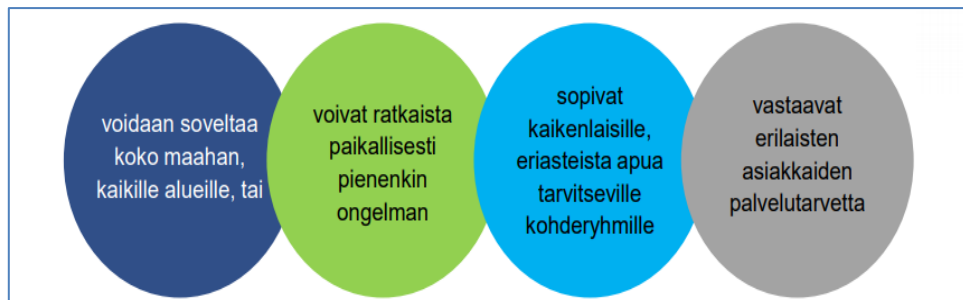 voidaan soveltaa
koko maahan,
kaikille alueille, tai
voivat ratkaista
paikallisesti
pienenkin
ongelman
sopivat
kaikenlaisille,
eriasteista apua
tarvitseville
kohderyhmille
vastaavat
erilaisten
asiakkaiden
palvelutarvetta